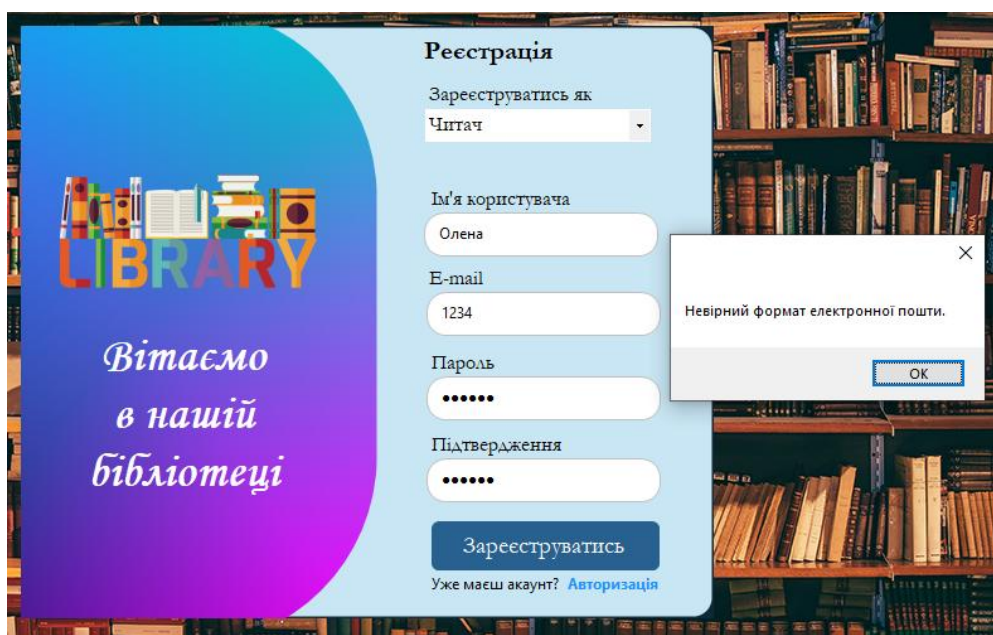 LIBRARY
Вітаємо
в нашій
бібліотеці
Реєстрація
Зареєструватись як
Читач
Ім'я користувача
Олена
E-mail
1234
Пароль
••••••
Підтвердження
••••••
Зареєструватись
Уже маєш акаунт? Авторизація
Невірний формат електронної пошти.
OK